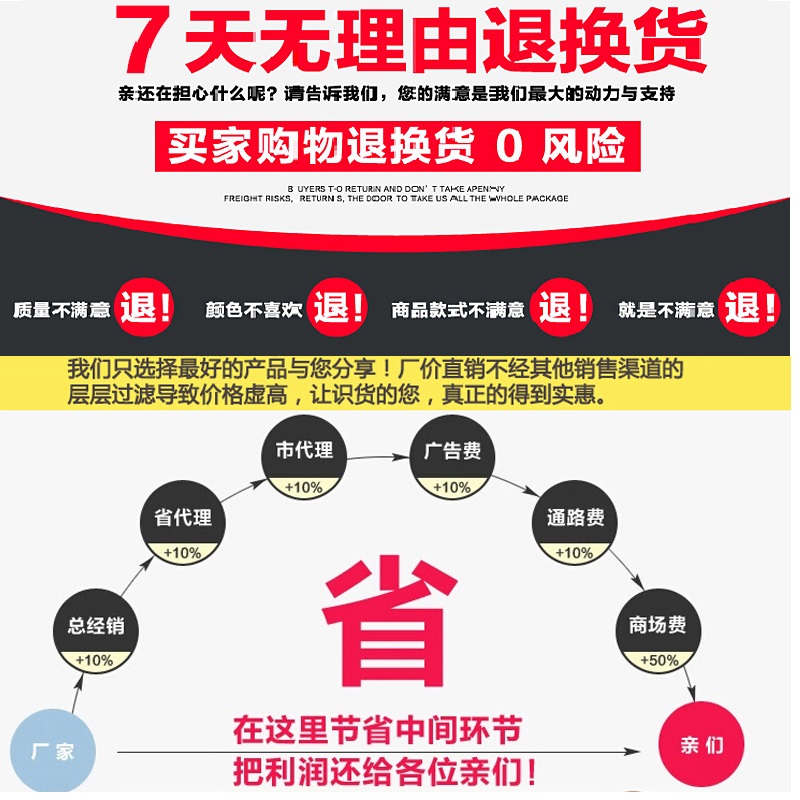 7天无理由退换货
亲还在担心什么呢？请告诉我们，您的满意是我们最大的动力与支持
买家购物退换货 0 风险
B UYERS T-O RETURIN AND DON'T TAKE APENNY
FREIGHT RISKS, RETURN S, THE DOOR TO TAKE US ALL THE WHOLE PACKAGE
质量不满意 退！ 颜色不喜欢 退！ 商品款式不满意 退！ 就是不满意 退！
我们只选择最好的产品与您分享！厂价直销不经其他销售渠道的
层层过滤导致价格虚高，让识货的您，真正的得到实惠。
市代理 +10%
广告费 +10%
省代理 +10%
通路费 +10%
总经销 +10%
商场费 +50%
省
厂家
在这里节省中间环节
把利润还给各位亲们！
亲们